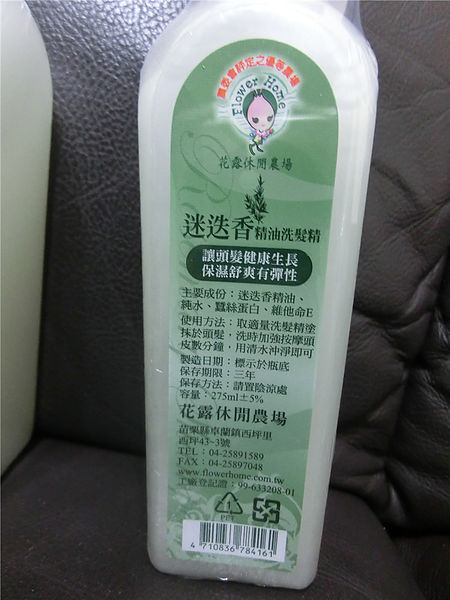 農委會評定之優等農場
Flower Home
花露休閒農場
迷迭香精油洗髮精
讓頭髮健康生長
保濕舒爽有彈性
主要成份：迷迭香精油、
純水、蠶絲蛋白、維他命E
使用方法：取適量洗髮精塗
抹於頭髮，洗時加強按摩頭
皮數分鐘，用清水沖淨即可
製造日期：標示於瓶底
保存期限：三年
保存方法：請置陰涼處
容量：275ml±5%
花露休閒農場
苗栗縣卓蘭鎮西坪里
西坪43-3號
TEL：04-25891589
FAX：04-25897048
www.flowerhome.com.tw
工廠登記證：99-633208-01
1
PET
4 710836 784161